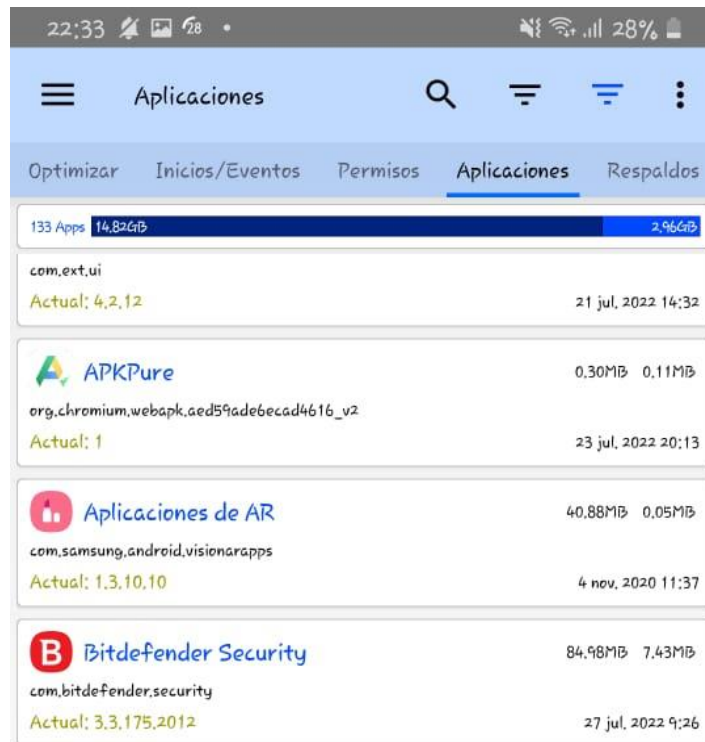 22:33 28 28%
Aplicaciones
Optimizar Inicios/Eventos Permisos Aplicaciones Respaldos
133 Apps 14,82GB 2,96GB
com.ext.ui
Actual: 4.2.12 21 jul. 2022 14:32
APKPure 0,30MB 0,11MB
org.chromium.webapk.aed59ade6ecad4616_v2
Actual: 1 23 jul. 2022 20:13
Aplicaciones de AR 40,88MB 0,05MB
com.samsung.android.visionarapps
Actual: 1.3.10.10 4 nov. 2020 11:37
B Bitdefender Security 84,98MB 7,43MB
com.bitdefender.security
Actual: 3.3.175.2012 27 jul. 2022 9:26